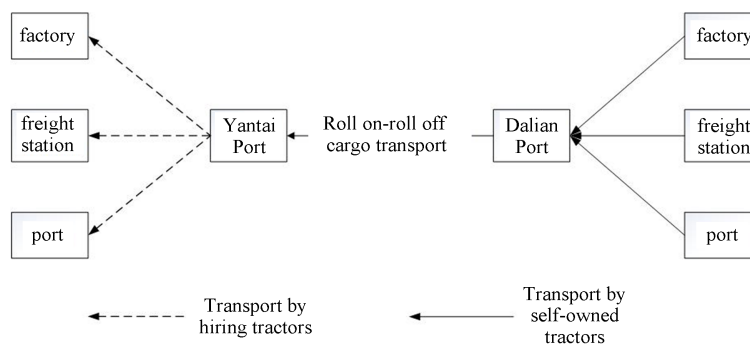 factory
freight
station
port
Yantai
Port
Roll on-roll off
cargo transport
Dalian
Port
factory
freight
station
port
Transport by
hiring tractors
Transport by
self-owned
tractors